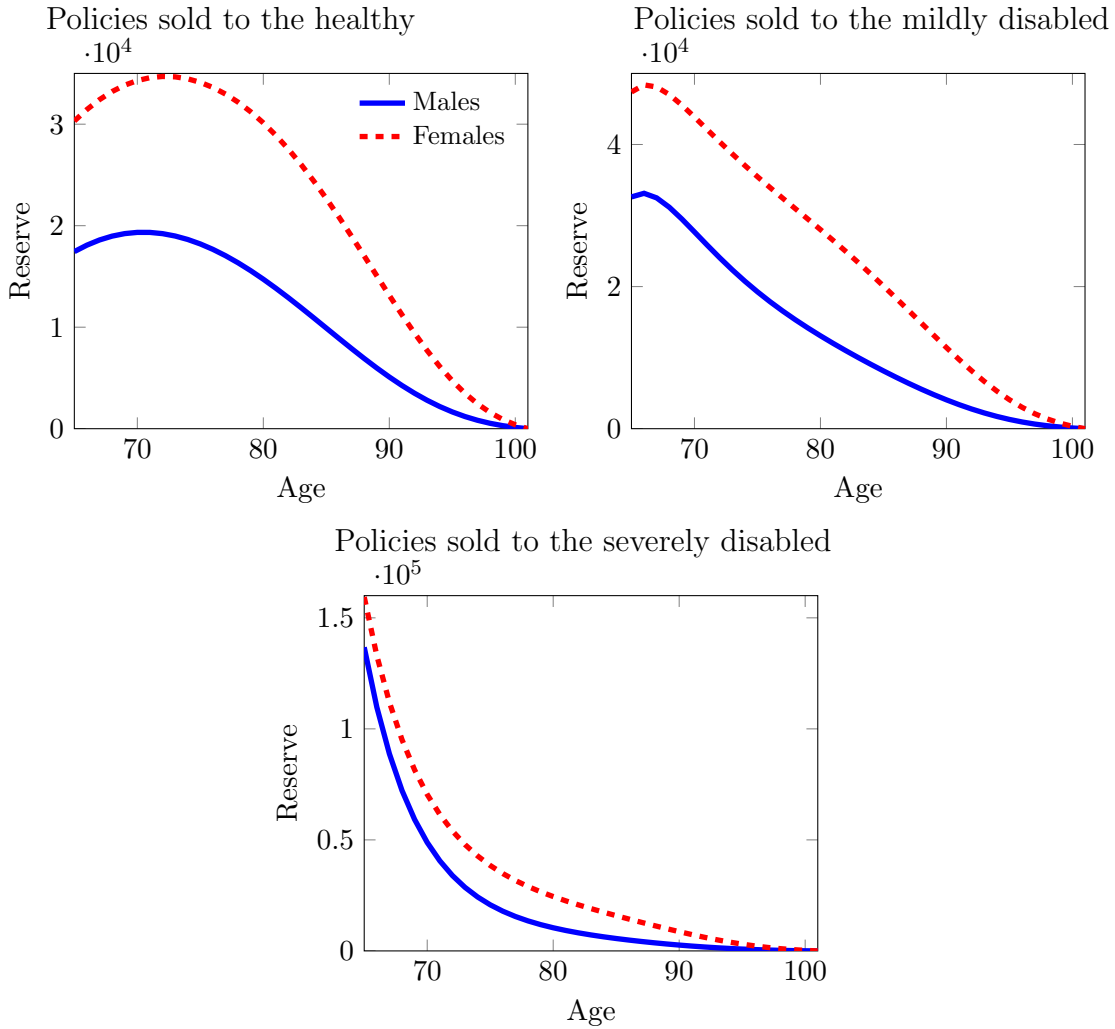 Policies sold to the healthy
·10^4
Reserve
3
2
1
0
70 80 90 100
Age
Males
Females
Policies sold to the mildly disabled
·10^4
Reserve
4
2
0
70 80 90 100
Age
Policies sold to the severely disabled
·10^5
Reserve
1.5
1
0.5
0
70 80 90 100
Age